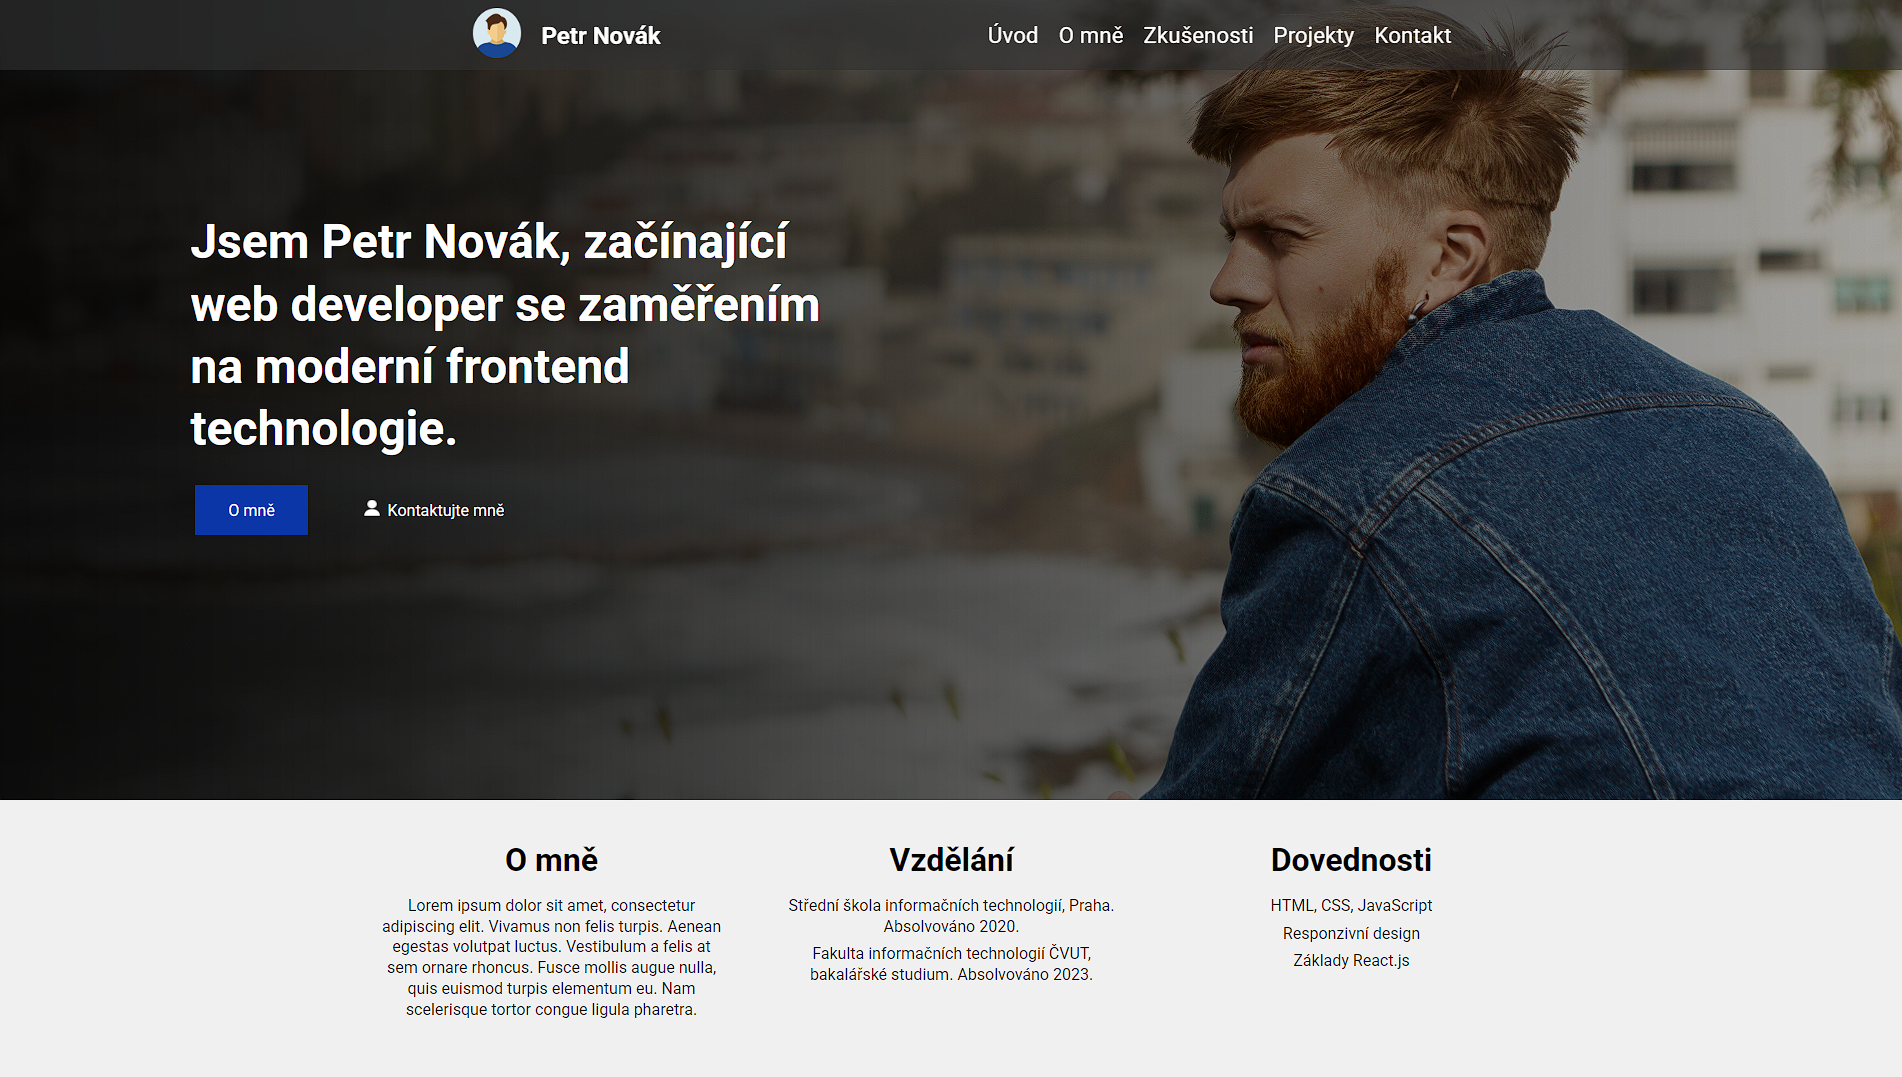 Petr Novák
Úvod O mně Zkušenosti Projekty Kontakt
Jsem Petr Novák, začínající
web developer se zaměřením
na moderní frontend
technologie.
O mně
Kontaktujte mně
O mně
Lorem ipsum dolor sit amet, consectetur
adipiscing elit. Vivamus non felis turpis. Aenean
egestas volutpat luctus. Vestibulum a felis at
sem ornare rhoncus. Fusce mollis augue nulla,
quis euismod turpis elementum eu. Nam
scelerisque tortor congue ligula pharetra.
Vzdělání
Střední škola informačních technologií, Praha.
Absolvováno 2020.
Fakulta informačních technologií ČVUT,
bakalářské studium. Absolvováno 2023.
Dovednosti
HTML, CSS, JavaScript
Responzivní design
Základy React.js